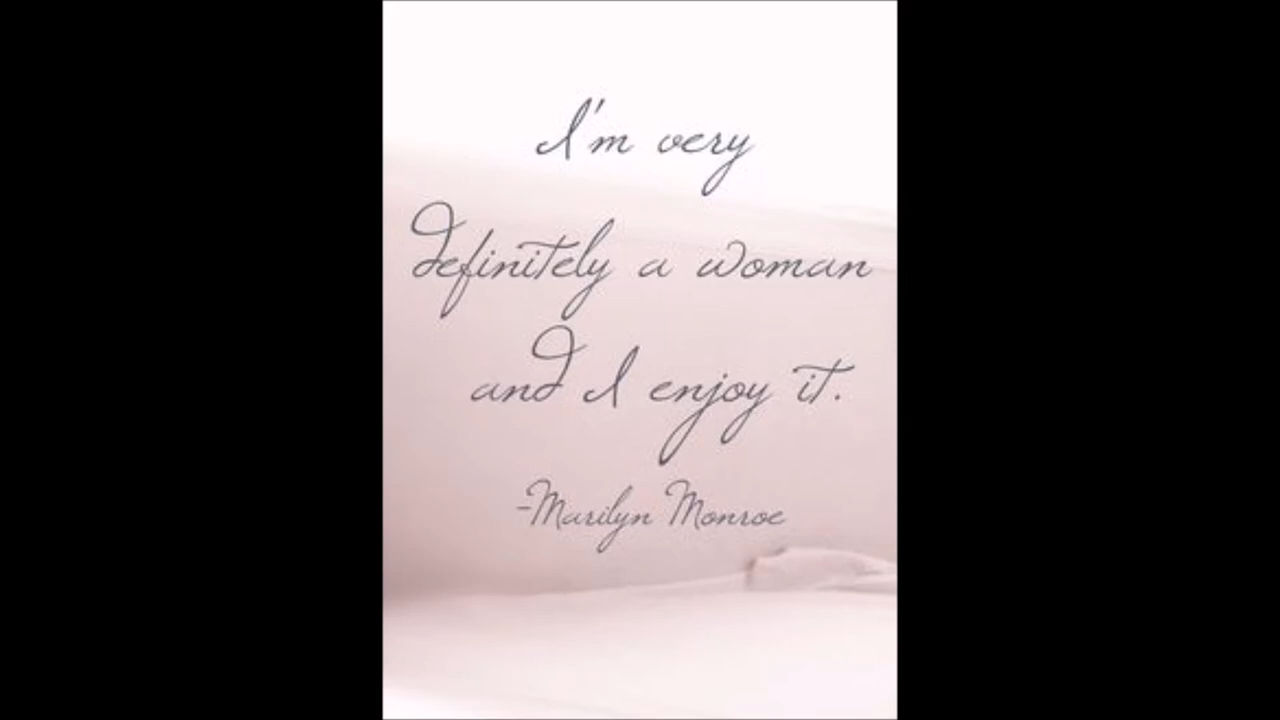 I'm very
definitely a woman
and I enjoy it.
-Marilyn Monroe